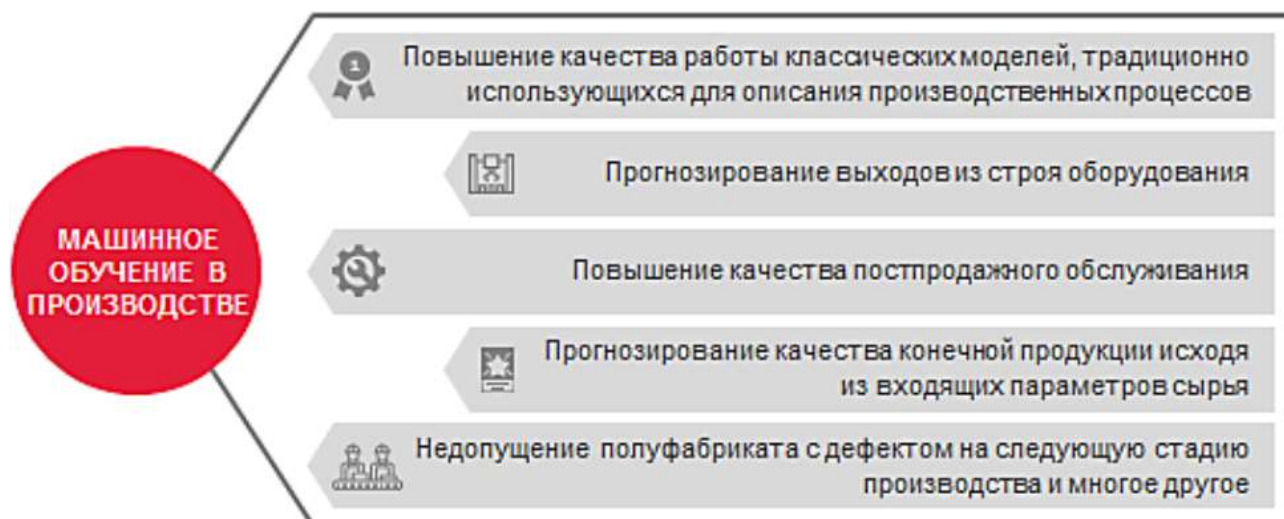 МАШИННОЕ
ОБУЧЕНИЕ В
ПРОИЗВОДСТВЕ
1
Повышение качества работы классических моделей, традиционно
использующихся для описания производственных процессов
Прогнозирование выходов из строя оборудования
Повышение качества постпродажного обслуживания
Прогнозирование качества конечной продукции исходя
из входящих параметров сырья
Недопущение полуфабриката с дефектом на следующую стадию
производства и многое другое